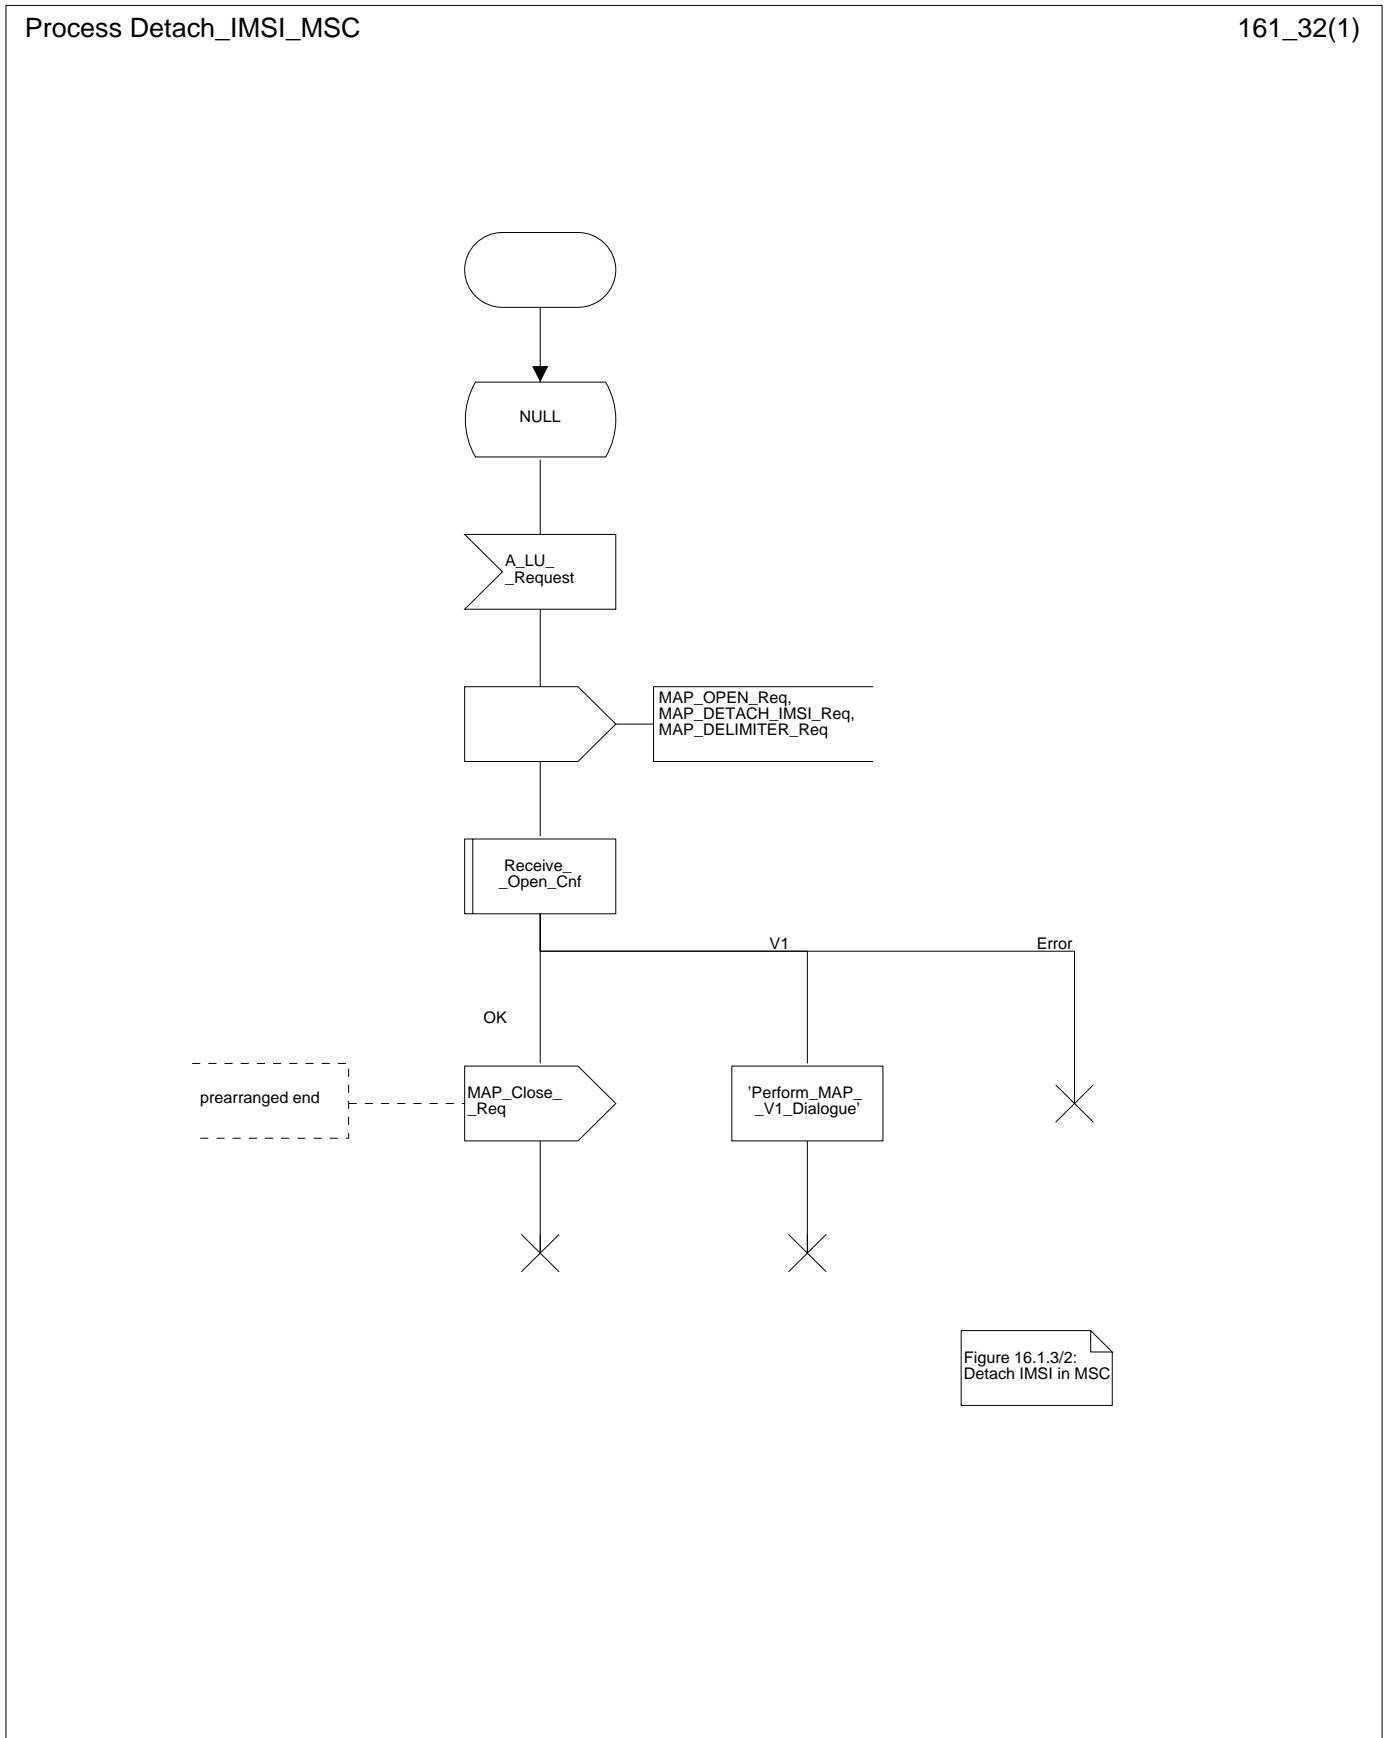 Process Detach_IMSI_MSC
161_32(1)
NULL
A_LU_
_Request
MAP_OPEN_Req,
MAP_DETACH_IMSI_Req,
MAP_DELIMITER_Req
Receive_
_Open_Cnf
V1
Error
OK
prearranged end
MAP_Close_
_Req
'Perform_MAP_
_V1_Dialogue'
Figure 16.1.3/2:
Detach IMSI in MSC